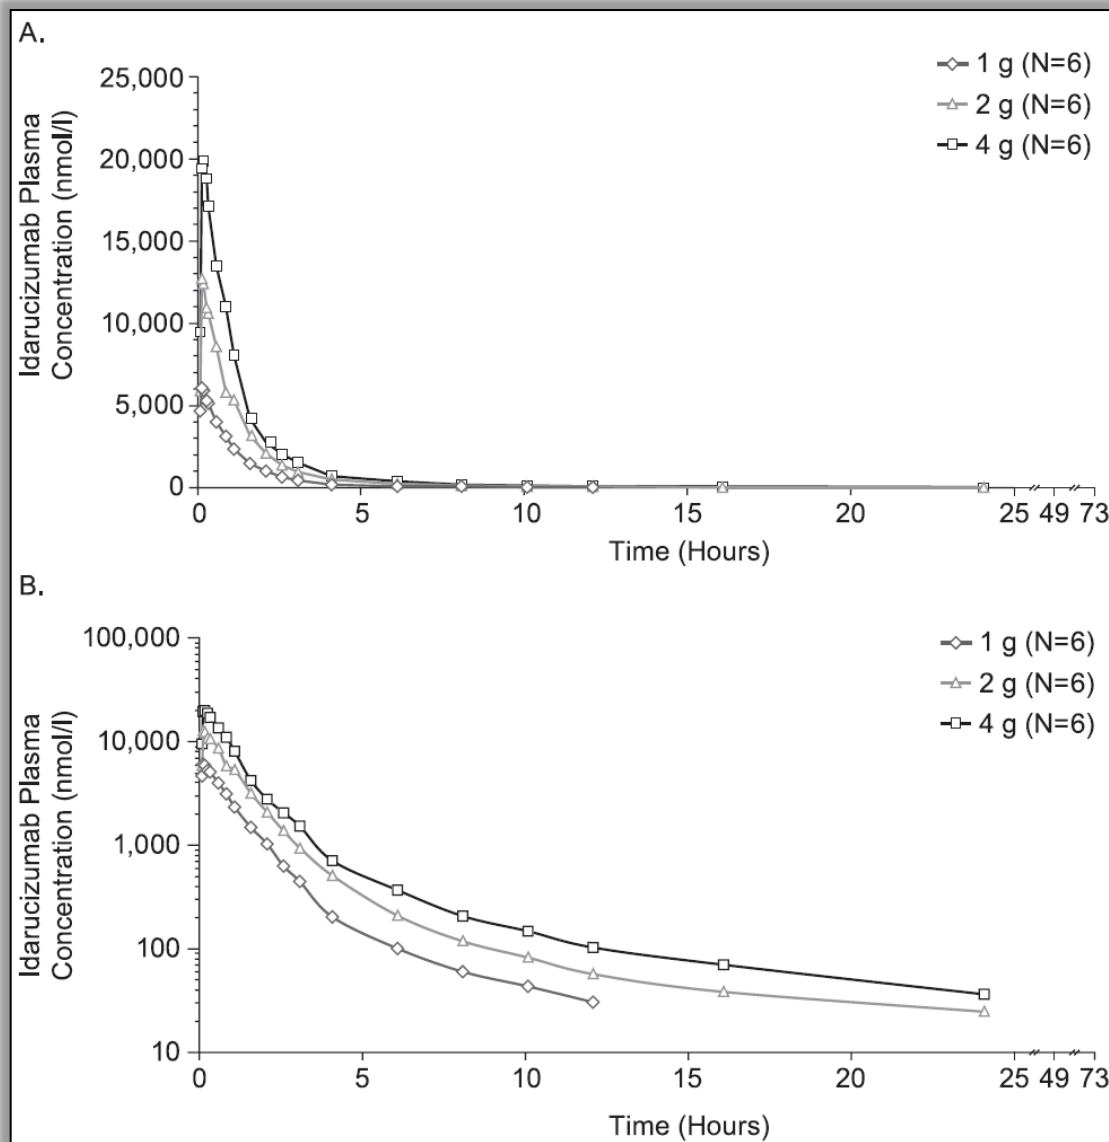 A.
Idarucizumab Plasma
Concentration (nmol/l)
25,000
20,000
15,000
10,000
5,000
0
1 g (N=6)
2 g (N=6)
4 g (N=6)
0 5 10 15 20 25 49 73
Time (Hours)
B.
Idarucizumab Plasma
Concentration (nmol/l)
100,000
10,000
1,000
100
10
1 g (N=6)
2 g (N=6)
4 g (N=6)
0 5 10 15 20 25 49 73
Time (Hours)